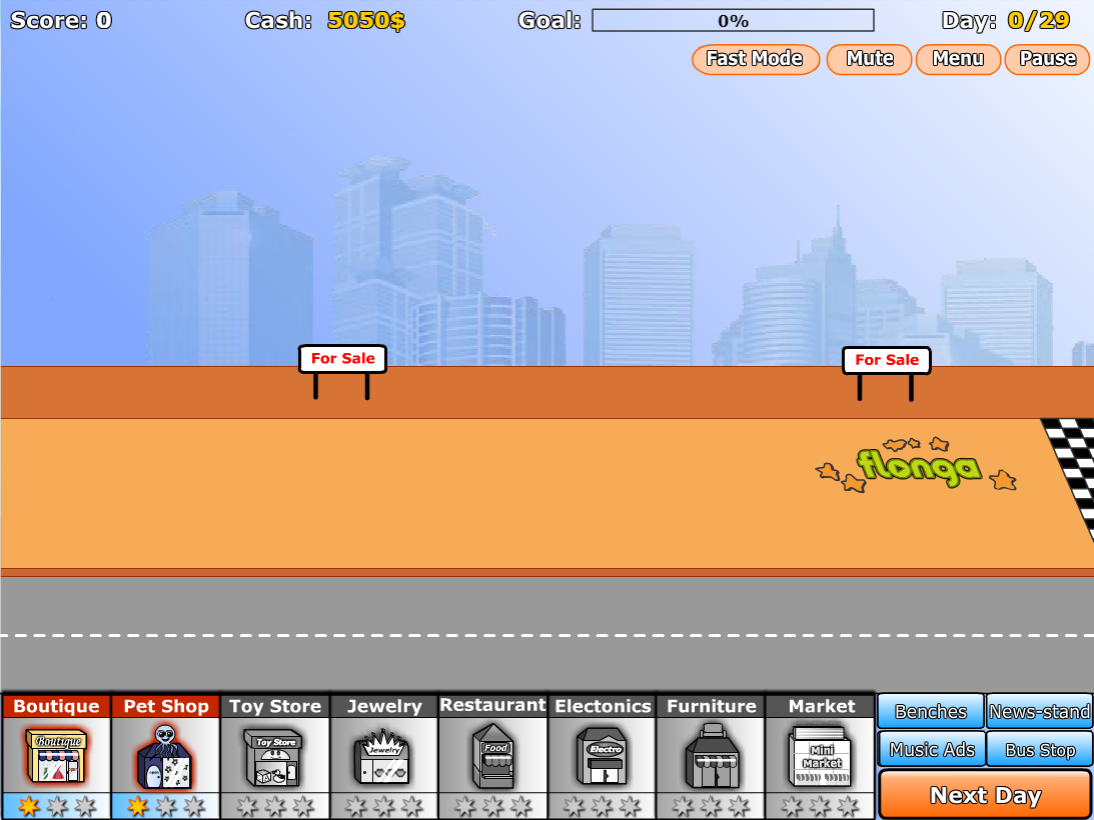 Score: 0 Cash: 5050$ Goal: 0% Day: 0/29
Fast Mode Mute Menu Pause
For Sale For Sale
flonga
Boutique Pet Shop Toy Store Jewelry Restaurant Electonics Furniture Market
Boutique Toy Store Jewelry Food Electro Mini Market
Benches News-stand
Music Ads Bus Stop
Next Day